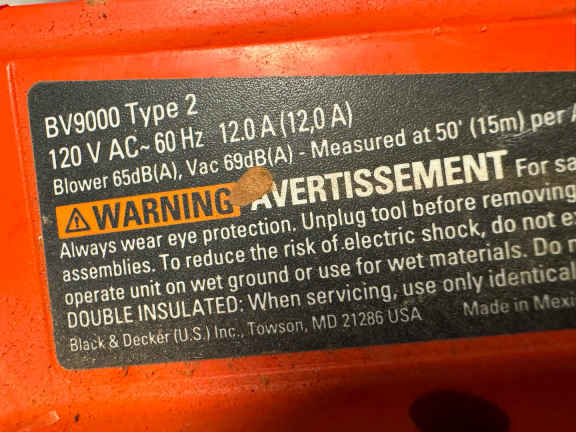 BV9000 Type 2
120 V AC~ 60 Hz 12.0 A (12,0 A)
Blower 65dB(A), Vac 69dB(A) - Measured at 50' (15m) per
WARNING AVERTISSEMENT For
Always wear eye protection. Unplug tool before removing
assemblies. To reduce the risk of electric shock, do not
operate unit on wet ground or use for wet materials. Do
DOUBLE INSULATED: When servicing, use only identical
Black & Decker (U.S.) Inc., Towson, MD 21286 USA Made in